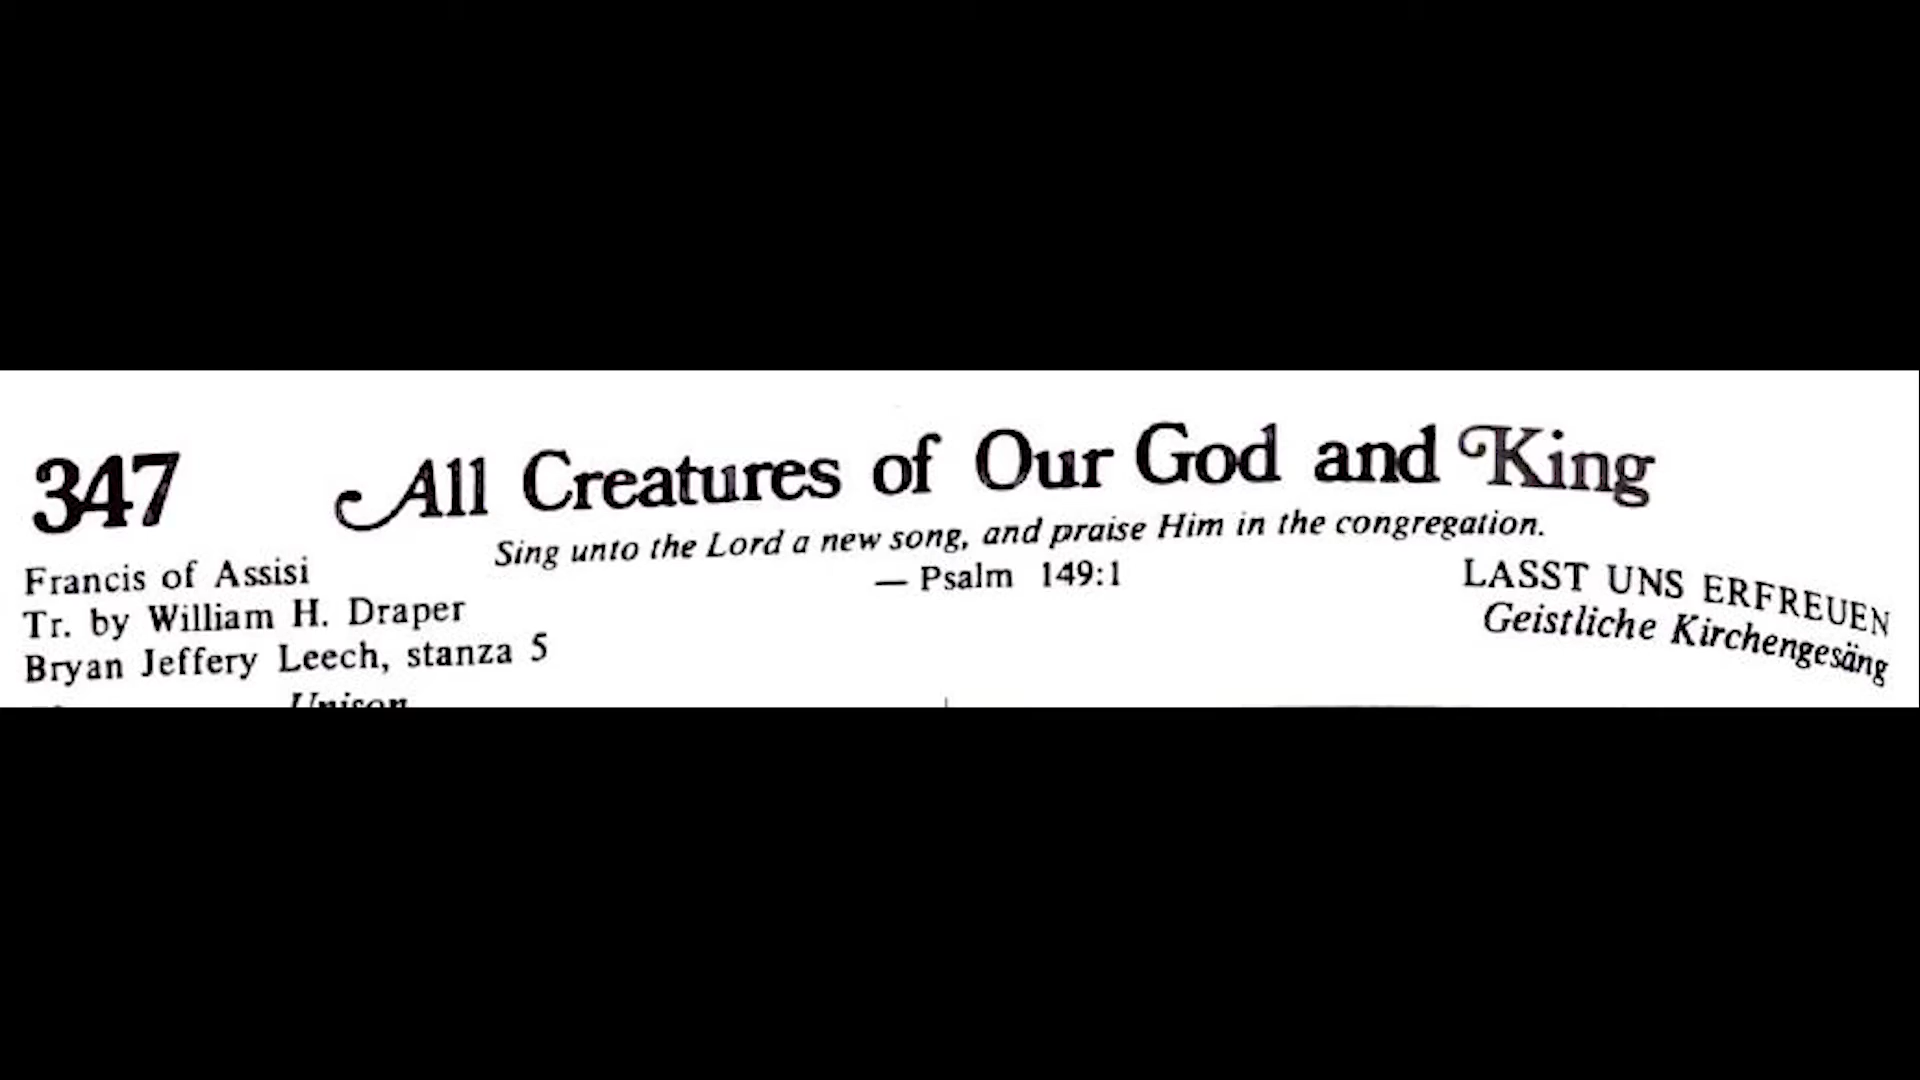 347 All Creatures of Our God and King
Sing unto the Lord a new song, and praise Him in the congregation.
— Psalm 149:1
Francis of Assisi
Tr. by William H. Draper
Bryan Jeffery Leech, stanza 5
LASST UNS ERFREUEN
Geistliche Kirchengesäng
Unison